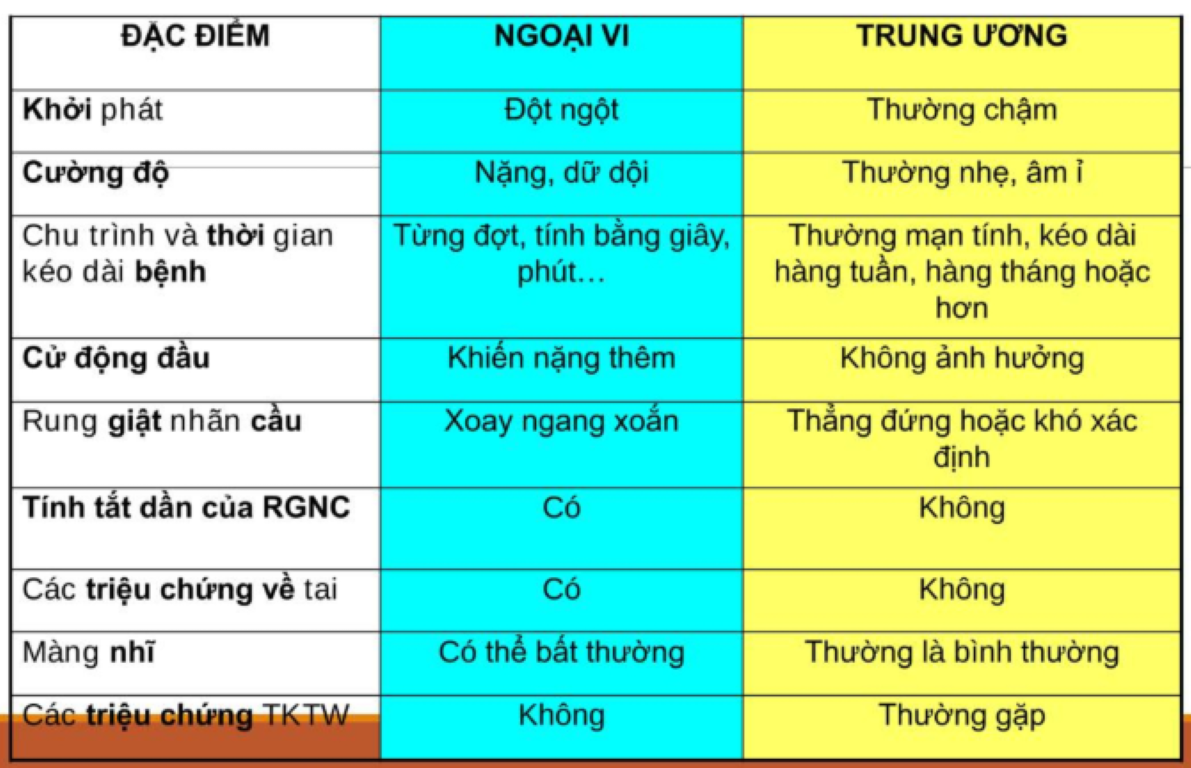 ĐẶC ĐIỂM NGOẠI VI TRUNG ƯƠNG
Khởi phát Đột ngột Thường chậm
Cường độ Nặng, dữ dội Thường nhẹ, âm ỉ
Chu trình và thời gian Từng đợt, tính bằng giây, Thường mạn tính, kéo dài
kéo dài bệnh phút... hàng tuần, hàng tháng hoặc
hơn
Cử động đầu Khiến nặng thêm Không ảnh hưởng
Rung giật nhãn cầu Xoay ngang xoắn Thẳng đứng hoặc khó xác
định
Tính tắt dần của RGNC Có Không
Các triệu chứng về tai Có Không
Màng nhĩ Có thể bất thường Thường là bình thường
Các triệu chứng TKTW Không Thường gặp